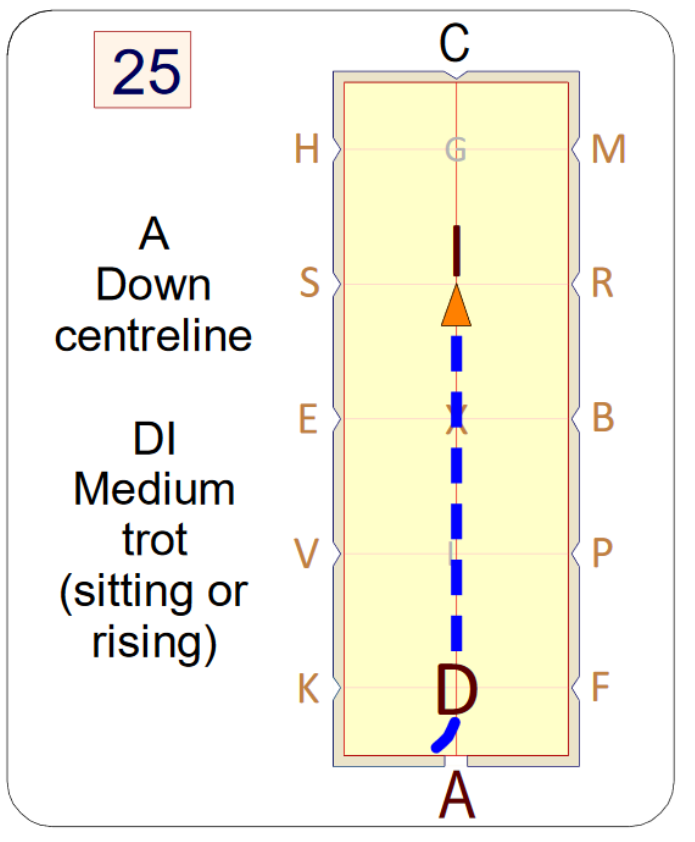 25
C
H G M
A
Down
centreline
I
S R
E X B
DI
Medium
trot
(sitting or
rising)
V L P
K D F
A